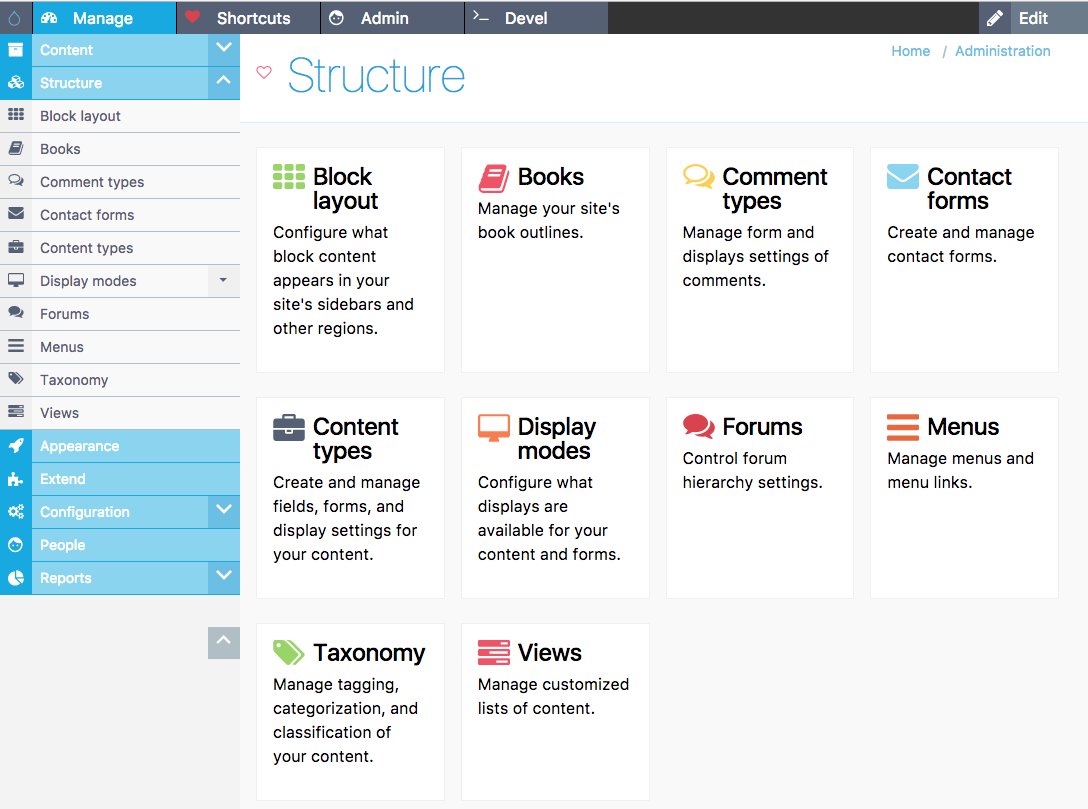 Manage
Shortcuts
Admin
Devel
Edit
Content
Structure
Block layout
Books
Comment types
Contact forms
Content types
Display modes
Forums
Menus
Taxonomy
Views
Appearance
Extend
Configuration
People
Reports
Home / Administration
Structure
Block
layout
Configure what
block content
appears in your
site's sidebars and
other regions.
Books
Manage your site's
book outlines.
Comment
types
Manage form and
displays settings of
comments.
Contact
forms
Create and manage
contact forms.
Content
types
Create and manage
fields, forms, and
display settings for
your content.
Display
modes
Configure what
displays are
available for your
content and forms.
Forums
Control forum
hierarchy settings.
Menus
Manage menus and
menu links.
Taxonomy
Manage tagging,
categorization, and
classification of
your content.
Views
Manage customized
lists of content.